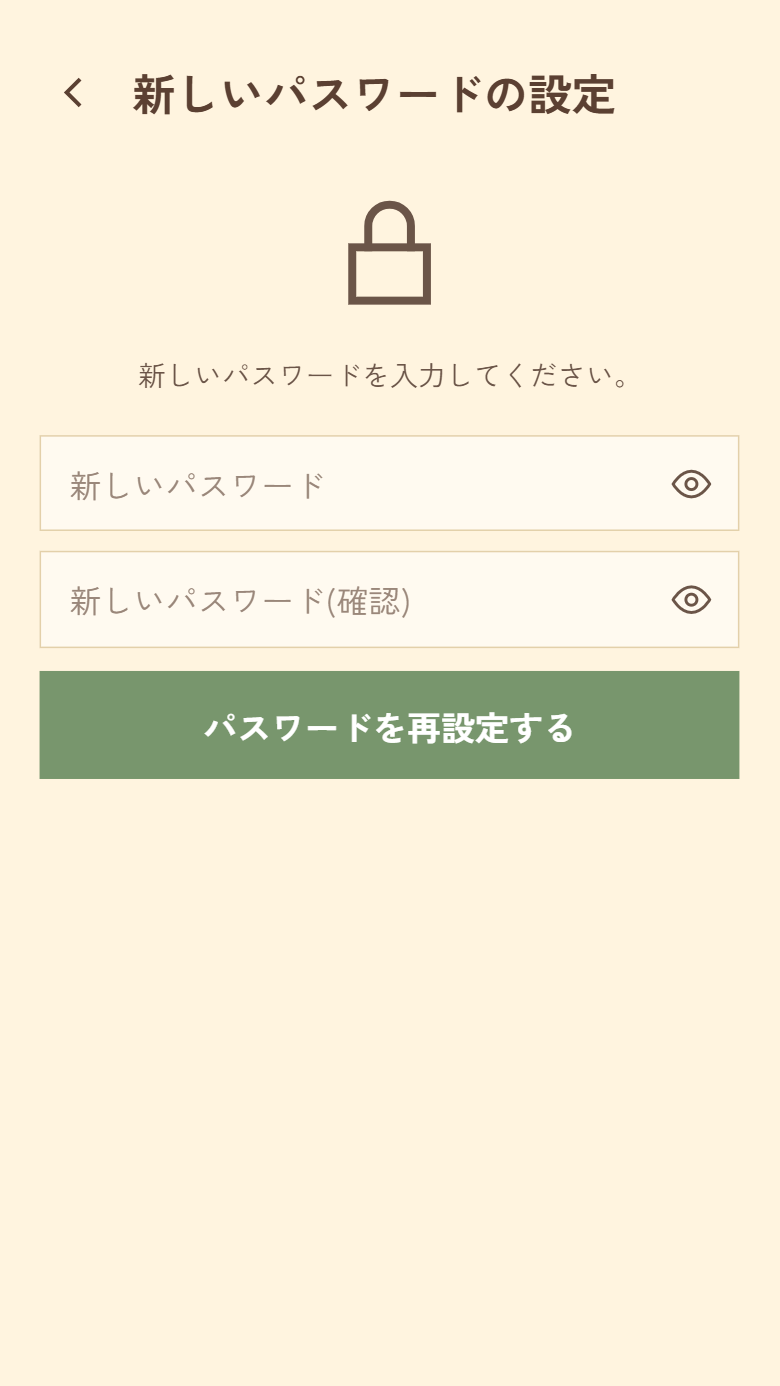 新しいパスワードの設定
新しいパスワードを入力してください。
新しいパスワード
新しいパスワード(確認)
パスワードを再設定する